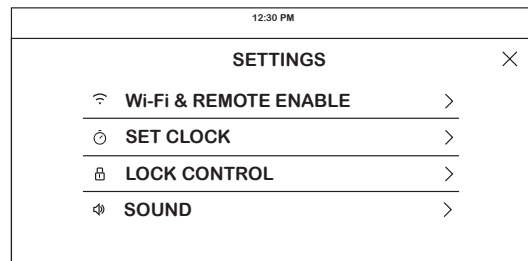 12:30 PM
SETTINGS
Wi-Fi & REMOTE ENABLE
SET CLOCK
LOCK CONTROL
SOUND